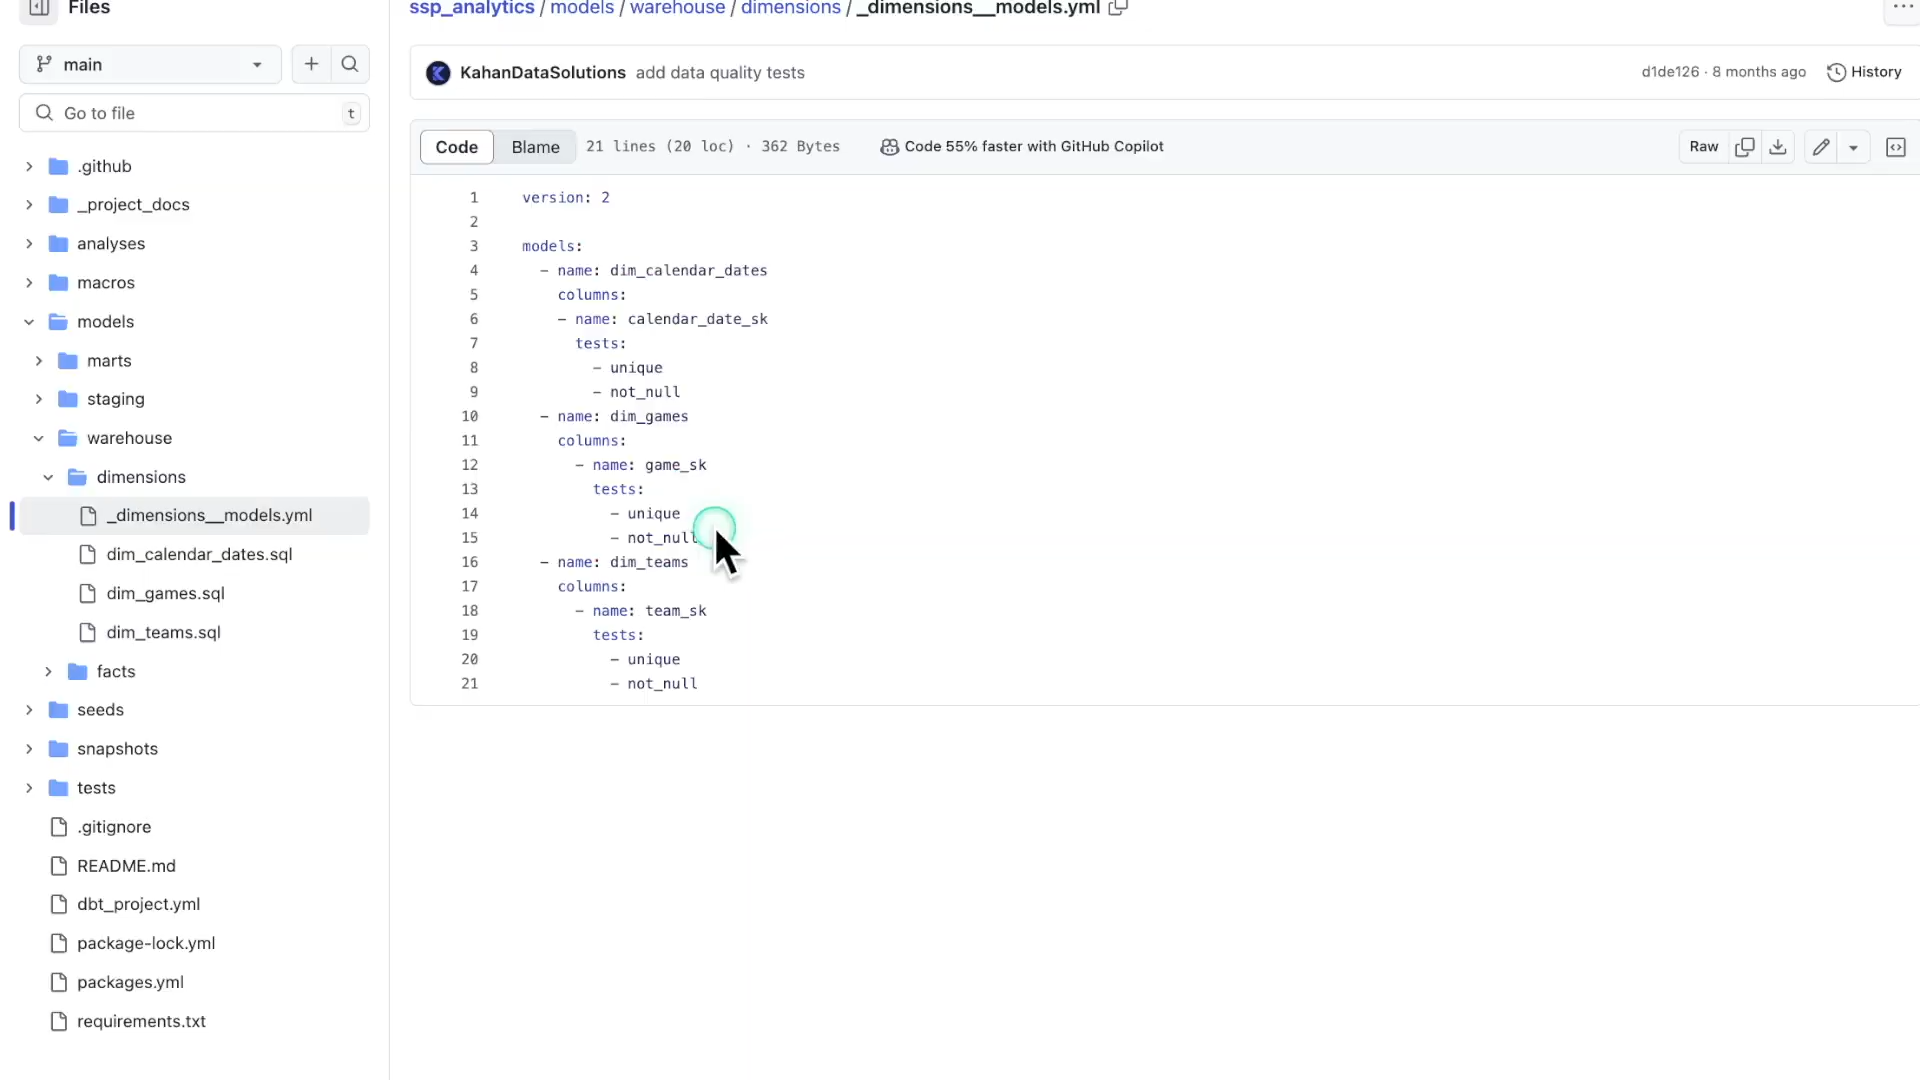 Files
main
Go to file
t
.github
_project_docs
analyses
macros
models
marts
staging
warehouse
dimensions
_dimensions__models.yml
dim_calendar_dates.sql
dim_games.sql
dim_teams.sql
facts
seeds
snapshots
tests
.gitignore
README.md
dbt_project.yml
package-lock.yml
packages.yml
requirements.txt
ssp_analytics / models / warehouse / dimensions / _dimensions__models.yml
KahanDataSolutions add data quality tests
d1de126 · 8 months ago History
Code Blame 21 lines (20 loc) · 362 Bytes Code 55% faster with GitHub Copilot Raw
1 version: 2
2
3 models:
4 - name: dim_calendar_dates
5 columns:
6 - name: calendar_date_sk
7 tests:
8 - unique
9 - not_null
10 - name: dim_games
11 columns:
12 - name: game_sk
13 tests:
14 - unique
15 - not_null
16 - name: dim_teams
17 columns:
18 - name: team_sk
19 tests:
20 - unique
21 - not_null